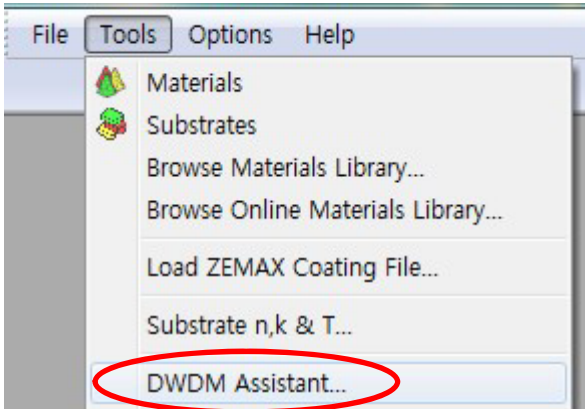 File Tools Options Help
Materials
Substrates
Browse Materials Library...
Browse Online Materials Library...
Load ZEMAX Coating File...
Substrate n,k & T...
DWDM Assistant...